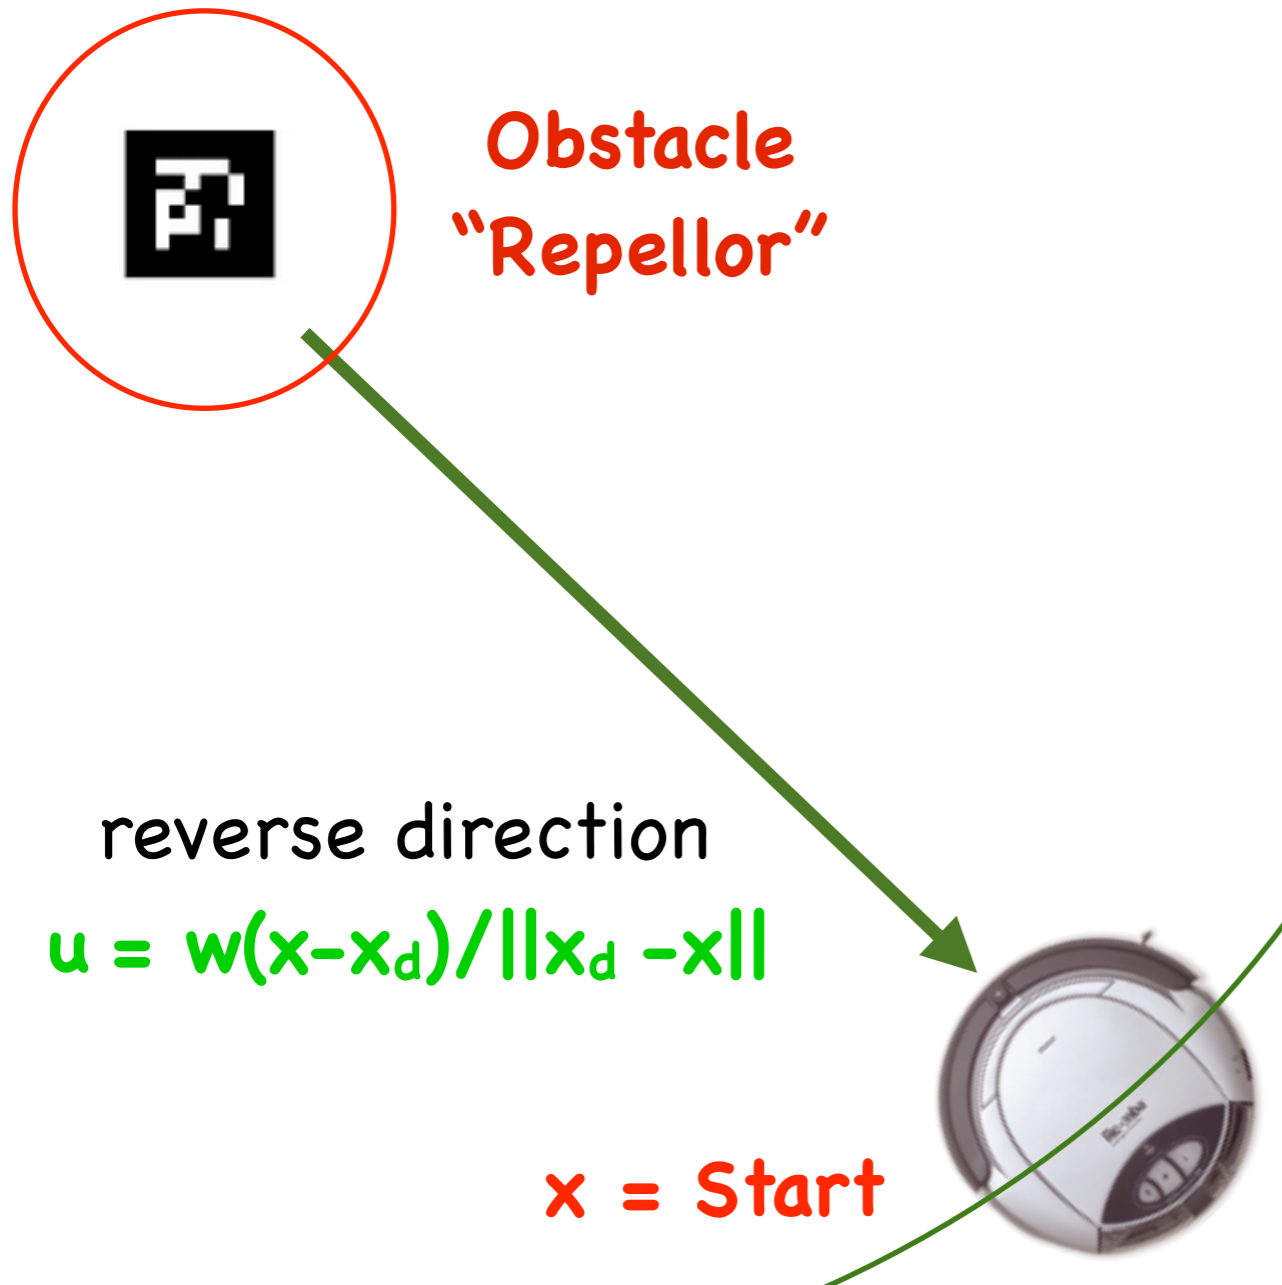 Obstacle
“Repellor”
reverse direction
u = w(x-xd)/||xd -x||
x = Start